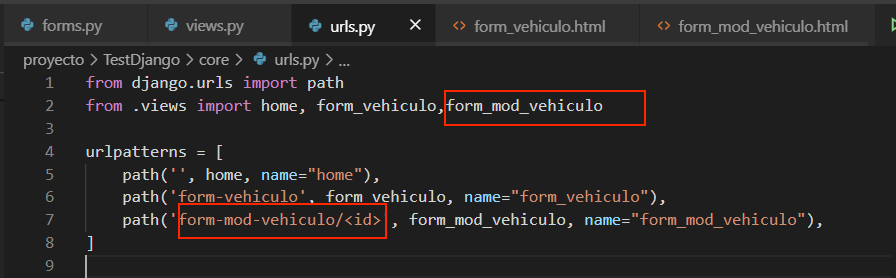 forms.py views.py urls.py × <> form_vehiculo.html <> form_mod_vehiculo.html
proyecto > TestDjango > core > urls.py > ...
1 from django.urls import path
2 from .views import home, form_vehiculo,form_mod_vehiculo
3
4 urlpatterns = [
5 path('', home, name="home"),
6 path('form-vehiculo', form_vehiculo, name="form_vehiculo"),
7 path('form-mod-vehiculo/<id>', form_mod_vehiculo, name="form_mod_vehiculo"),
8 ]
9